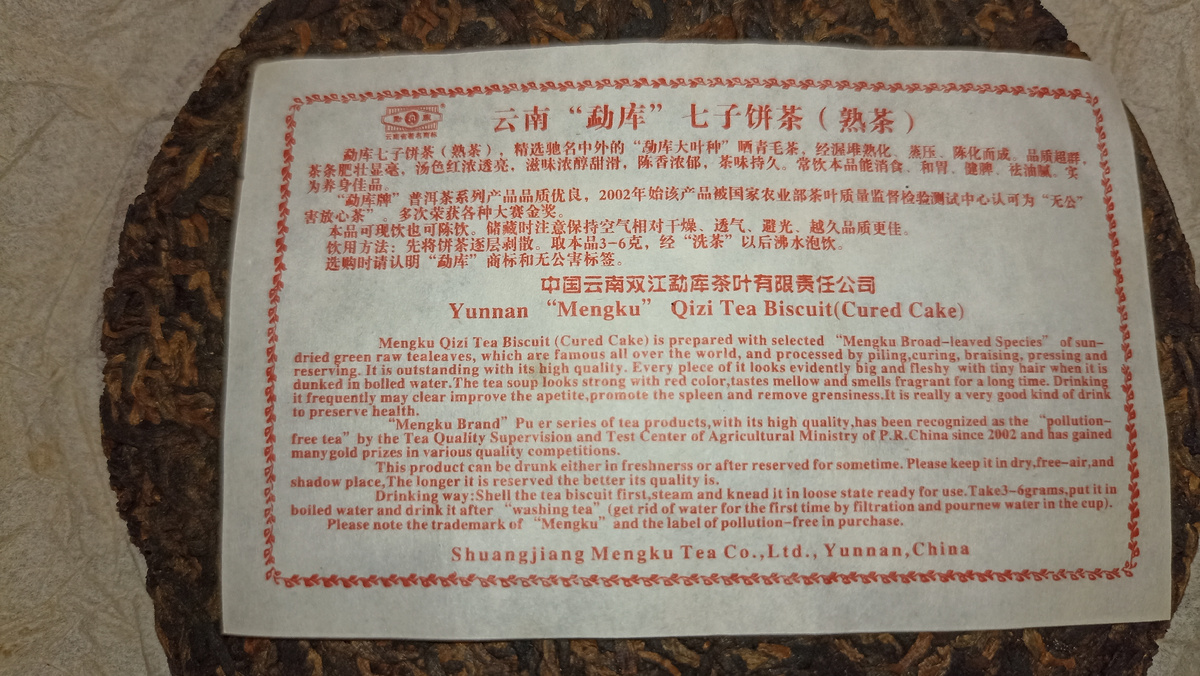 勐库
云南省著名商标
云南“勐库”七子饼茶（熟茶）
勐库七子饼茶（熟茶），精选驰名中外的“勐库大叶种”晒青毛茶，经渥堆熟化、蒸压、陈化而成。品质超群，
茶条肥壮显毫，汤色红浓透亮，滋味浓醇甜滑，陈香浓郁，茶味持久。常饮本品能消食、和胃、健脾、祛油腻，实
为养身佳品。
“勐库牌”普洱茶系列产品品质优良，2002年始该产品被国家农业部茶叶质量监督检验测试中心认可为“无公
害放心茶”。多次荣获各种大赛金奖。
本品可现饮也可陈饮。储藏时注意保持空气相对干燥、透气、避光、越久品质更佳。
饮用方法：先将饼茶逐层剥散。取本品3-6克，经“洗茶”以后沸水泡饮。
选购时请认明“勐库”商标和无公害标签。
中国云南双江勐库茶叶有限责任公司
Yunnan “Mengku” Qizi Tea Biscuit(Cured Cake)
Mengku Qizi Tea Biscuit (Cured Cake) is prepared with selected “Mengku Broad-leaved Species” of sun-
dried green raw tealeaves, which are famous all over the world, and processed by piling,curing, braising, pressing and
reserving. It is outstanding with its high quality. Every piece of it looks evidently big and fleshy with tiny hair when it is
dunked in boiled water.The tea soup looks strong with red color,tastes mellow and smells fragrant for a long time. Drinking
it frequently may clear improve the apetite,promote the spleen and remove grensiness.It is really a very good kind of drink
to preserve health.
“Mengku Brand” Pu er series of tea products,with its high quality,has been recognized as the “pollution-
free tea” by the Tea Quality Supervision and Test Center of Agricultural Ministry of P.R.China since 2002 and has gained
many gold prizes in various quality competitions.
This product can be drunk either in freshnerss or after reserved for sometime. Please keep it in dry,free-air,and
shadow place,The longer it is reserved the better its quality is.
Drinking way:Shell the tea biscuit first,steam and knead it in loose state ready for use.Take3-6grams,put it in
boiled water and drink it after “washing tea” (get rid of water for the first time by filtration and pournew water in the cup).
Please note the trademark of “Mengku” and the label of pollution-free in purchase.
Shuangjiang Mengku Tea Co.,Ltd., Yunnan,China